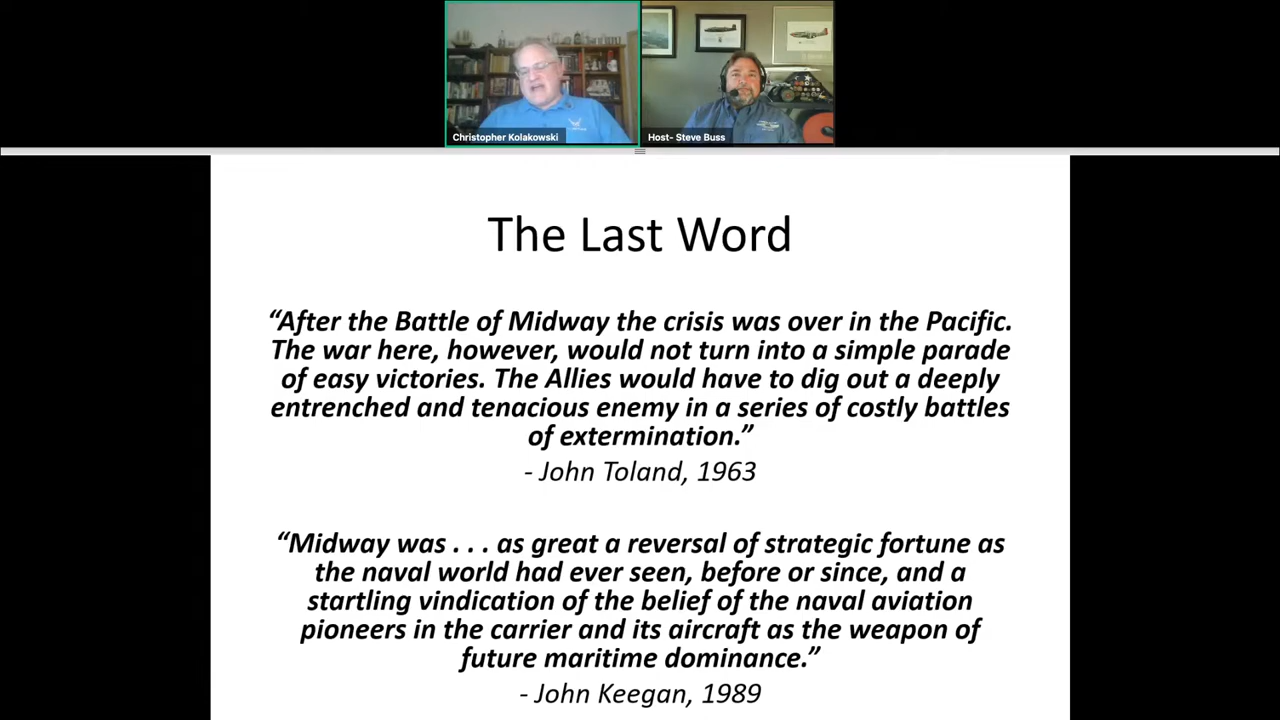 Christopher Kolakowski
Host- Steve Buss
The Last Word
“After the Battle of Midway the crisis was over in the Pacific.
The war here, however, would not turn into a simple parade
of easy victories. The Allies would have to dig out a deeply
entrenched and tenacious enemy in a series of costly battles
of extermination.”
- John Toland, 1963
“Midway was . . . as great a reversal of strategic fortune as
the naval world had ever seen, before or since, and a
startling vindication of the belief of the naval aviation
pioneers in the carrier and its aircraft as the weapon of
future maritime dominance.”
- John Keegan, 1989